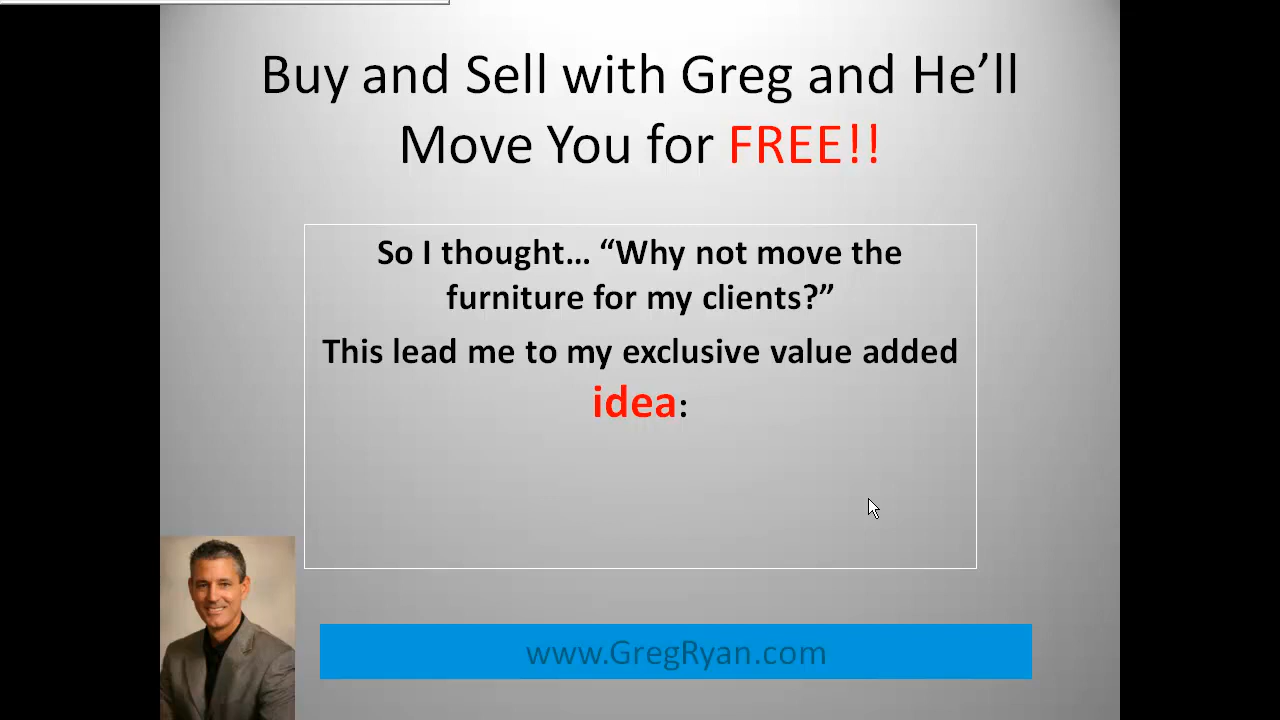 Buy and Sell with Greg and He’ll
Move You for FREE!!
So I thought… “Why not move the
furniture for my clients?”
This lead me to my exclusive value added
idea:
www.GregRyan.com